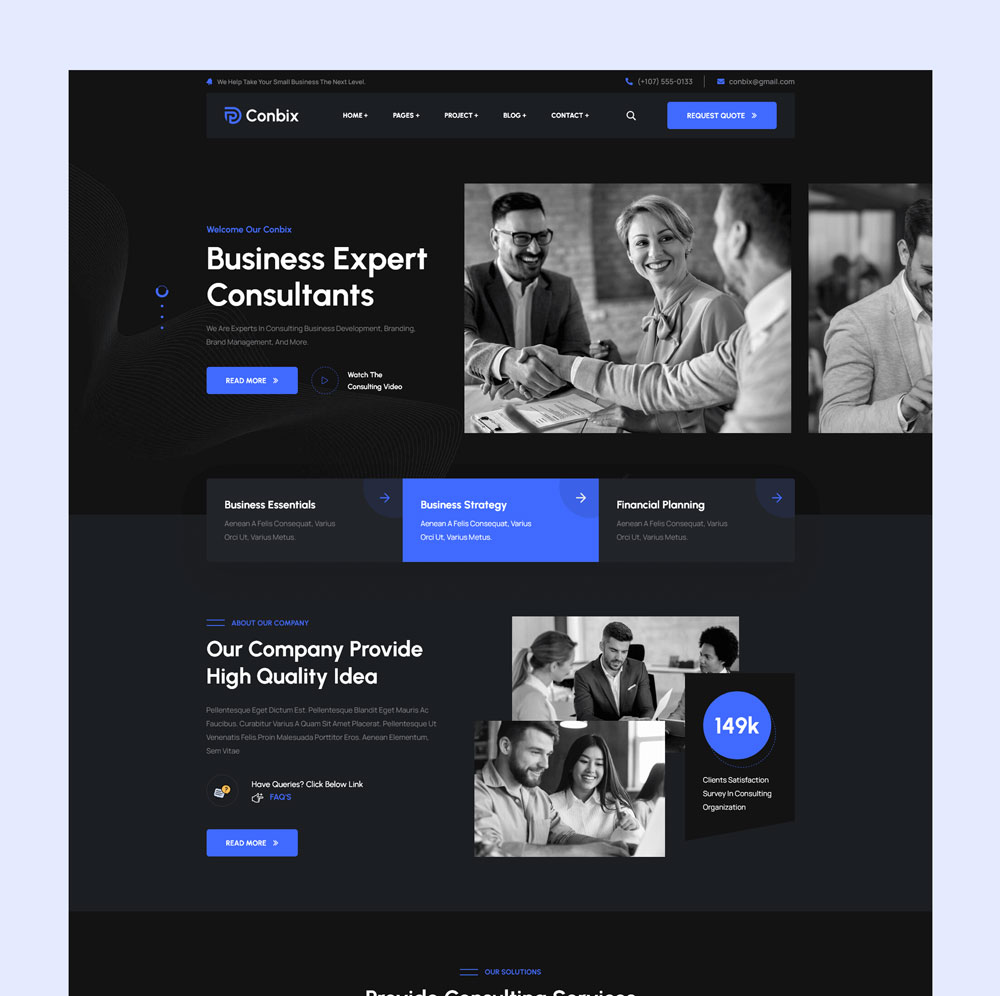 We Help Take Your Small Business The Next Level.
(+107) 555-0133
conbix@gmail.com
Conbix
HOME +
PAGES +
PROJECT +
BLOG +
CONTACT +
REQUEST QUOTE
Welcome Our Conbix
Business Expert
Consultants
We Are Experts In Consulting Business Development, Branding,
Brand Management, And More.
READ MORE
Watch The
Consulting Video
Business Essentials
Aenean A Felis Consequat, Varius
Orci Ut, Varius Metus.
Business Strategy
Aenean A Felis Consequat, Varius
Orci Ut, Varius Metus.
Financial Planning
Aenean A Felis Consequat, Varius
Orci Ut, Varius Metus.
ABOUT OUR COMPANY
Our Company Provide
High Quality Idea
Pellentesque Eget Dictum Est. Pellentesque Blandit Eget Mauris Ac
Faucibus. Curabitur Varius A Quam Sit Amet Placerat. Pellentesque Ut
Venenatis Felis.Proin Malesuada Porttitor Eros. Aenean Elementum,
Sem Vitae
Have Queries? Click Below Link
FAQ'S
READ MORE
149k
Clients Satisfaction
Survey In Consulting
Organization
OUR SOLUTIONS
Provide Consulting Services